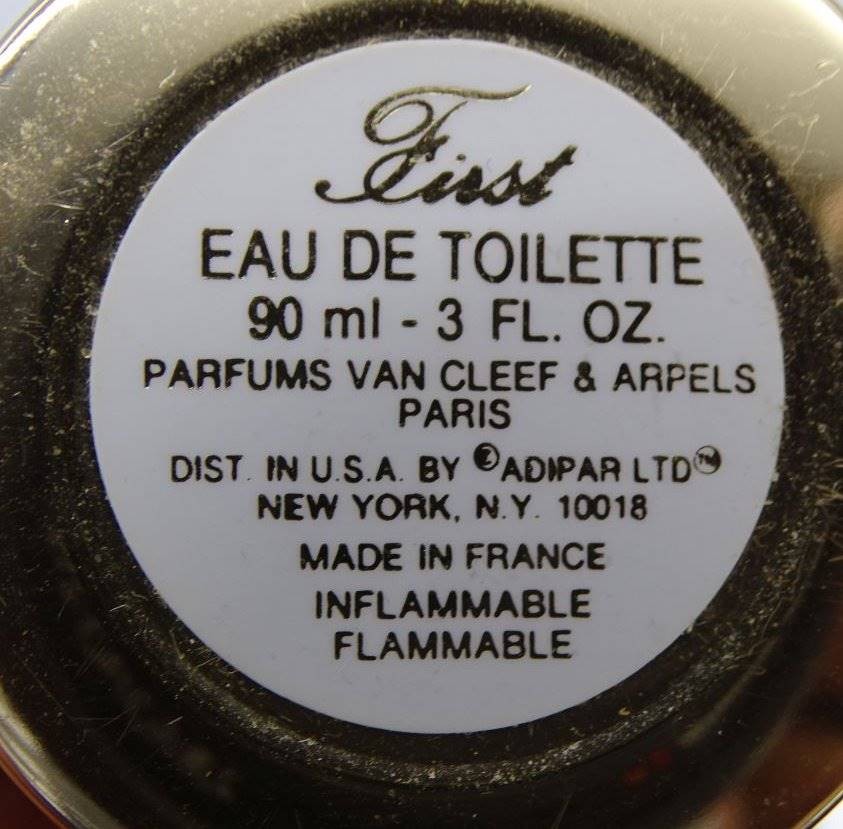 First
EAU DE TOILETTE
90 ml - 3 FL. OZ.
PARFUMS VAN CLEEF & ARPELS
PARIS
DIST. IN U.S.A. BY ADIPAR LTD™
NEW YORK, N.Y. 10018
MADE IN FRANCE
INFLAMMABLE
FLAMMABLE